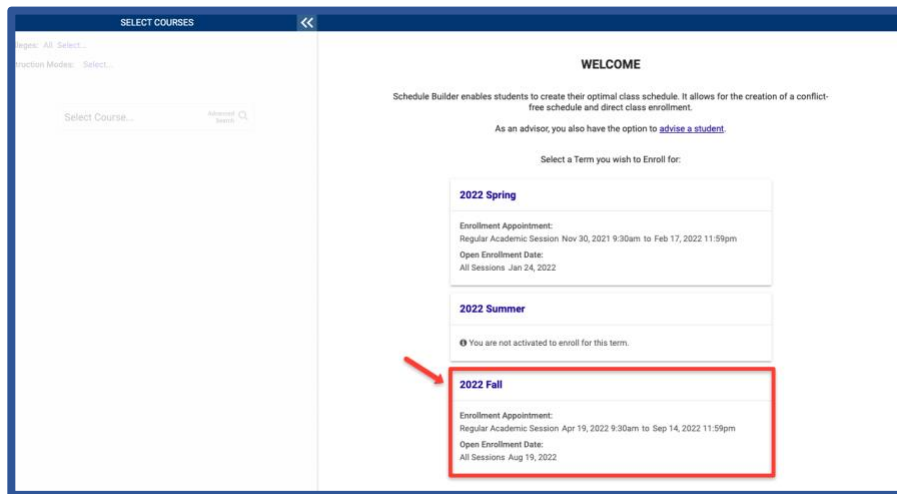 SELECT COURSES
lleges: All Select...
truction Modes: Select...
Select Course...
Advanced
Search
WELCOME
Schedule Builder enables students to create their optimal class schedule. It allows for the creation of a conflict-
free schedule and direct class enrollment.
As an advisor, you also have the option to advise a student.
Select a Term you wish to Enroll for:
2022 Spring
Enrollment Appointment:
Regular Academic Session Nov 30, 2021 9:30am to Feb 17, 2022 11:59pm
Open Enrollment Date:
All Sessions Jan 24, 2022
2022 Summer
You are not activated to enroll for this term.
2022 Fall
Enrollment Appointment:
Regular Academic Session Apr 19, 2022 9:30am to Sep 14, 2022 11:59pm
Open Enrollment Date:
All Sessions Aug 19, 2022